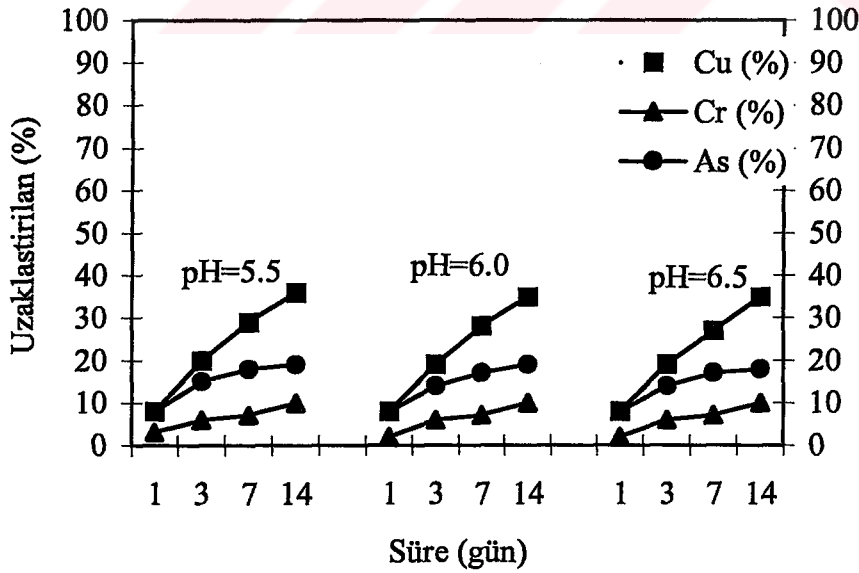 100
90
80
70
60
50
40
30
20
10
0
Uzaklastirilan (%)
100
90
80
70
60
50
40
30
20
10
0
Cu (%)
Cr (%)
As (%)
pH=5.5
pH=6.0
pH=6.5
1 3 7 14 1 3 7 14 1 3 7 14
Süre (gün)